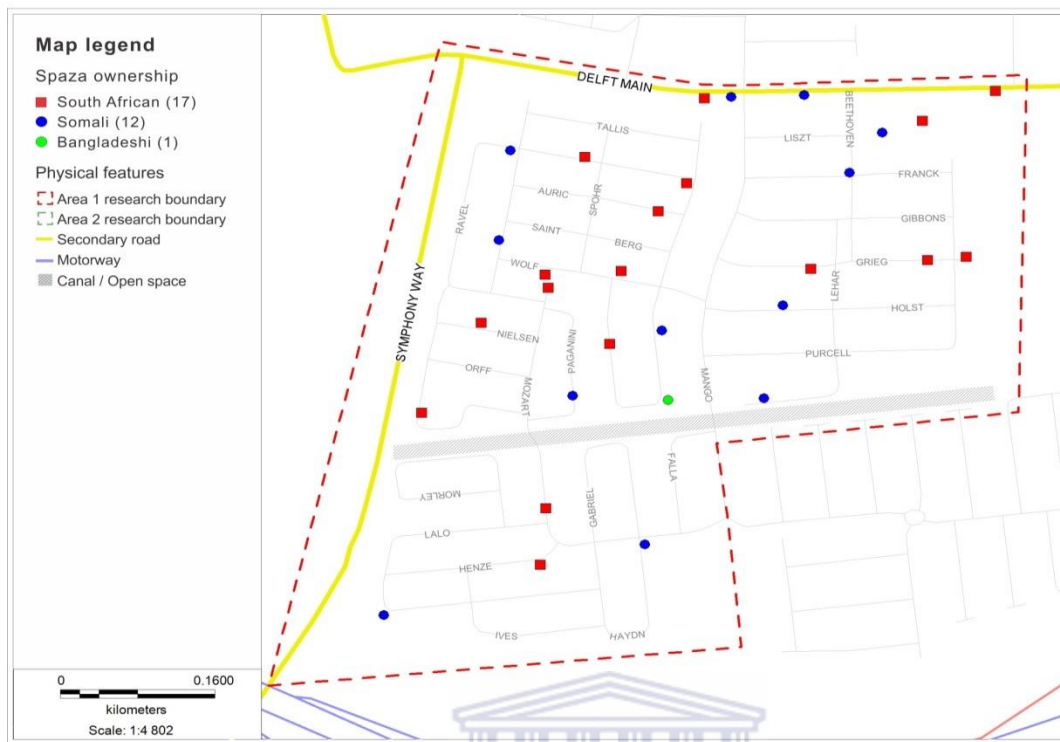 Map legend
Spaza ownership
South African (17)
Somali (12)
Bangladeshi (1)
Physical features
Area 1 research boundary
Area 2 research boundary
Secondary road
Motorway
Canal / Open space
0 0.1600
kilometers
Scale: 1:4 802
DELFT MAIN
BEETHOVEN
TALLIS
LISZT
FRANCK
AURIC
SPOHR
RAVEL
GIBBONS
SAINT
BERG
WOLF
GRIEG
LEHAR
SYMPHONY WAY
HOLST
NIELSEN
PAGANINI
PURCELL
ORFF
MOZART
MANGO
FALLA
MORLEY
GABRIEL
LALO
HENZE
IVES
HAYDN